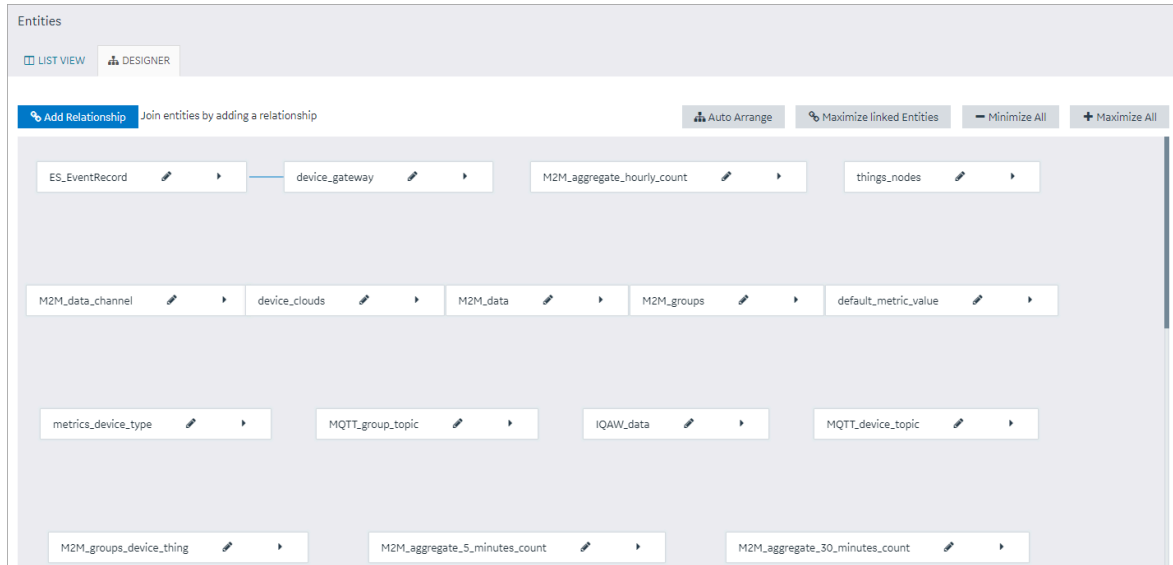 Entities
LIST VIEW DESIGNER
Add Relationship Join entities by adding a relationship Auto Arrange Maximize linked Entities Minimize All Maximize All
ES_EventRecord device_gateway M2M_aggregate_hourly_count things_nodes
M2M_data_channel device_clouds M2M_data M2M_groups default_metric_value
metrics_device_type MQTT_group_topic IQAW_data MQTT_device_topic
M2M_groups_device_thing M2M_aggregate_5_minutes_count M2M_aggregate_30_minutes_count